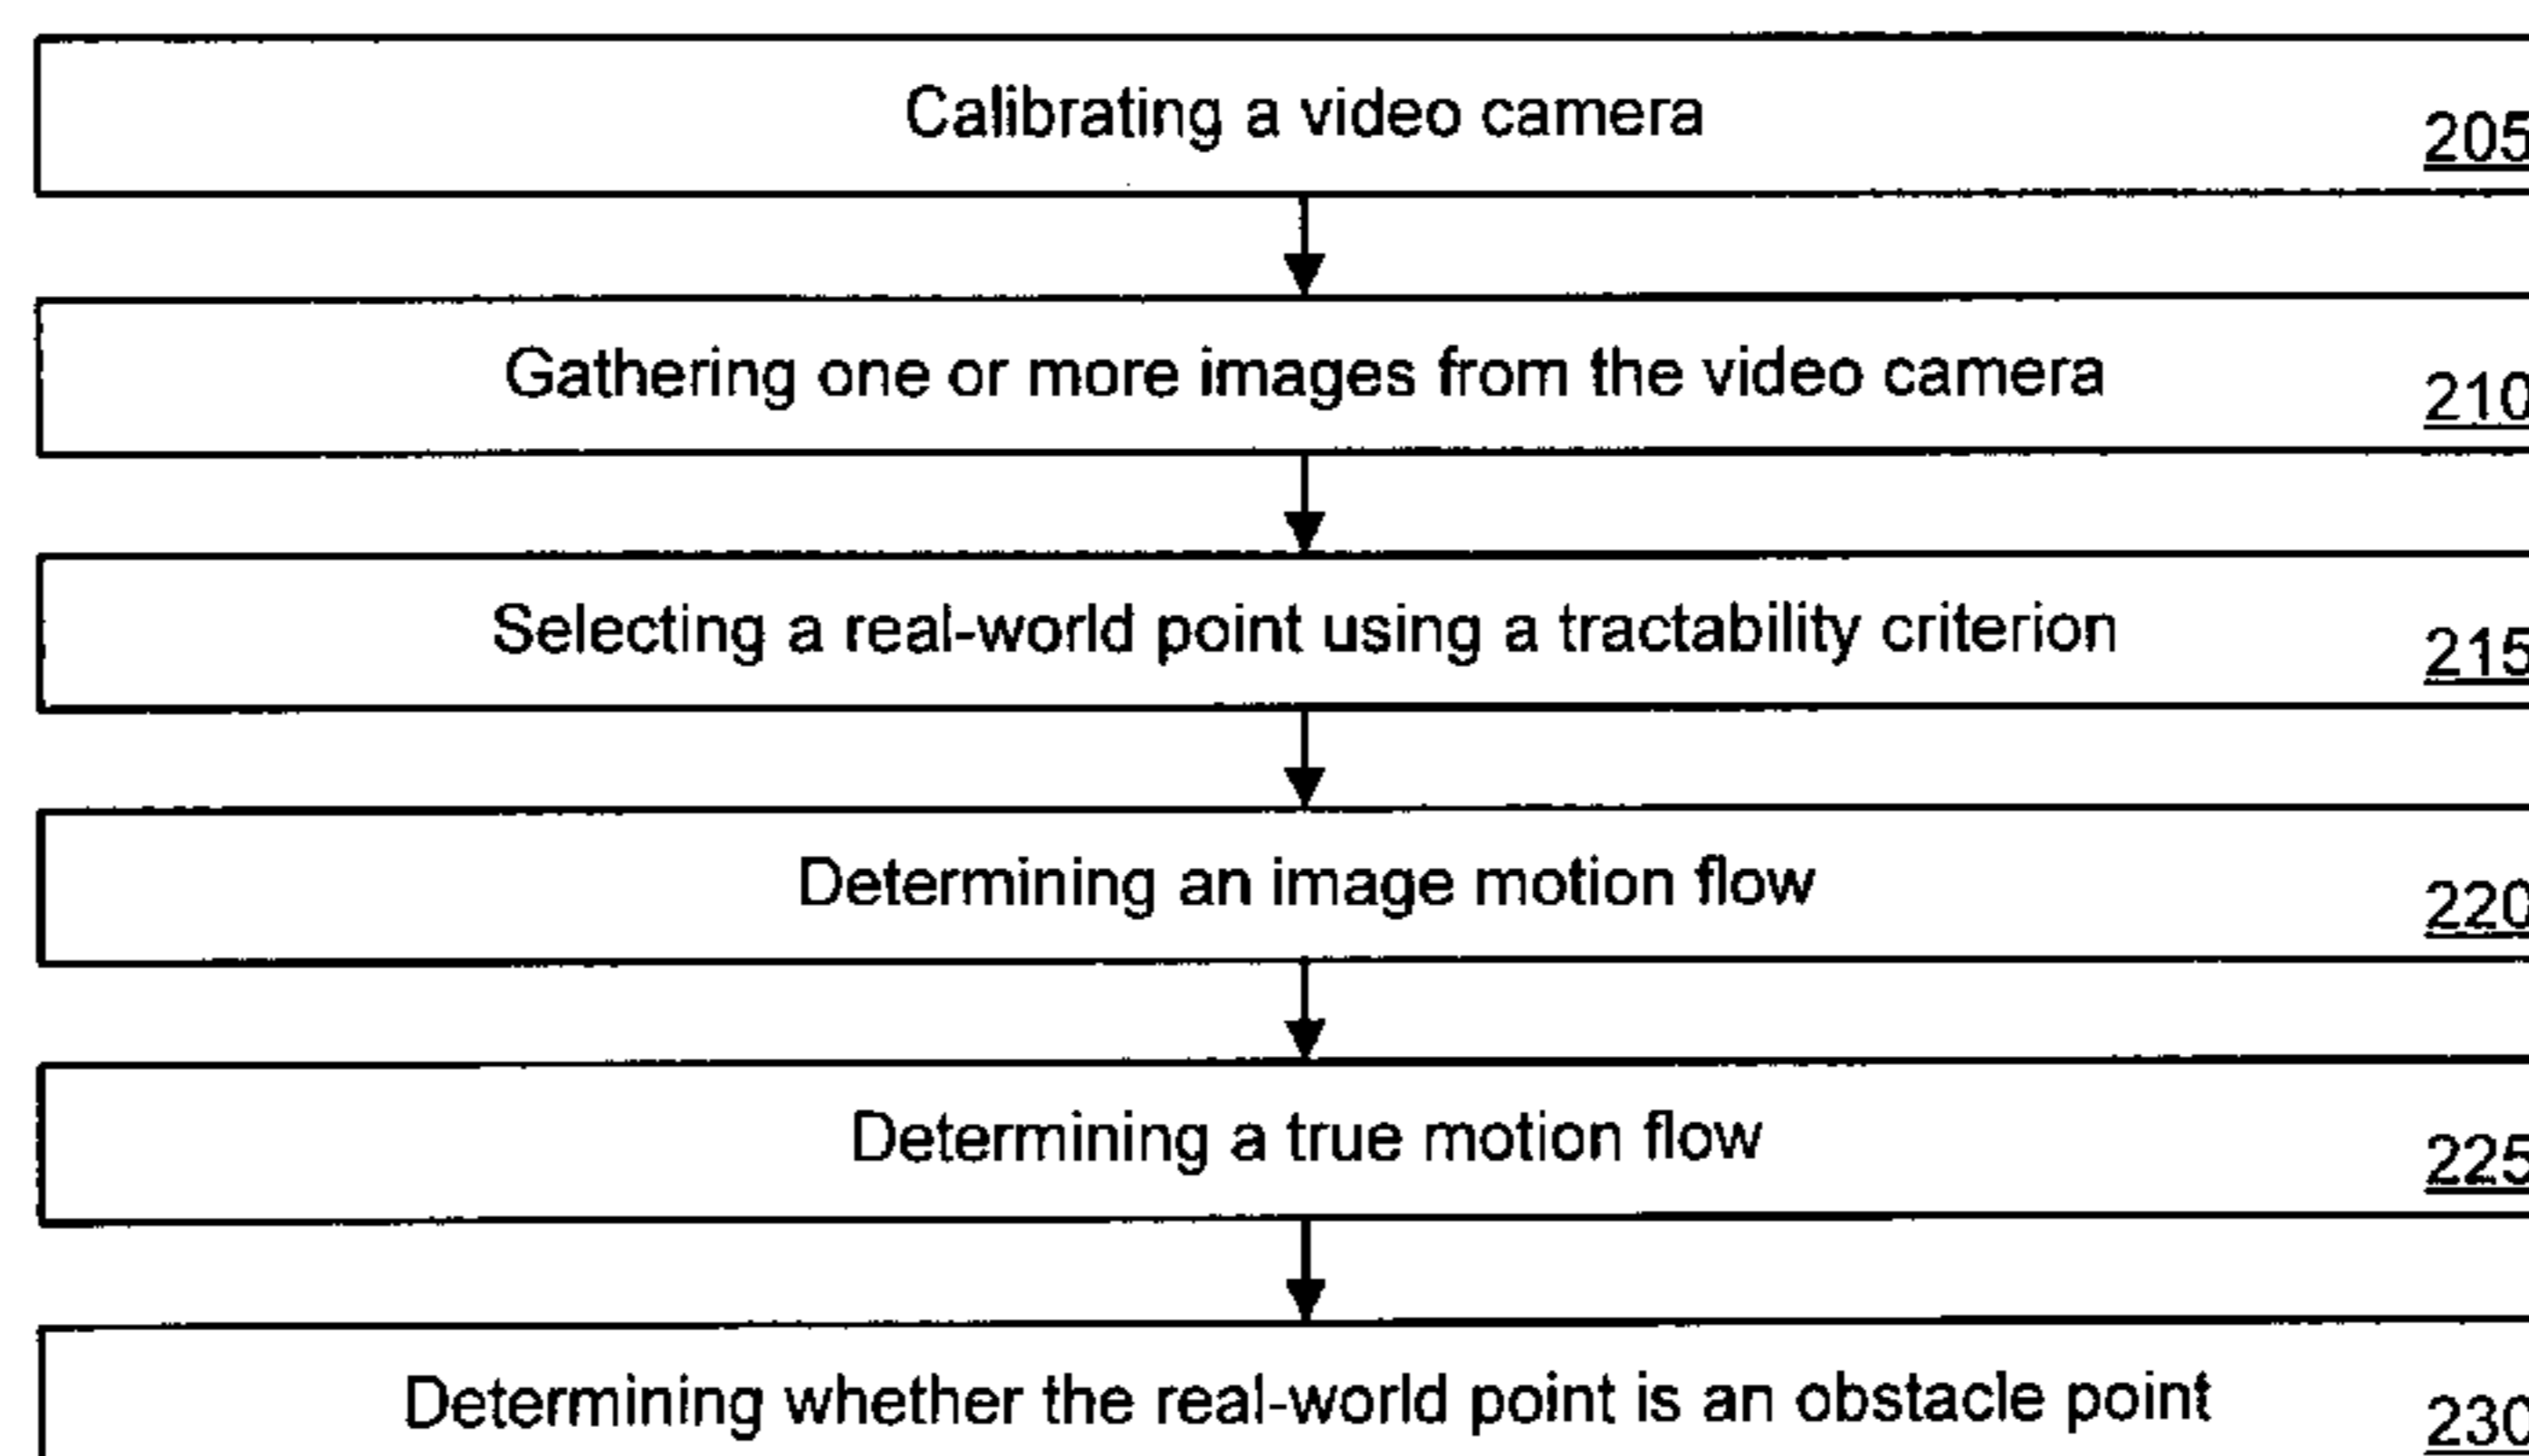 Calibrating a video camera
205
Gathering one or more images from the video camera
210
Selecting a real-world point using a tractability criterion
215
Determining an image motion flow
220
Determining a true motion flow
225
Determining whether the real-world point is an obstacle point
230